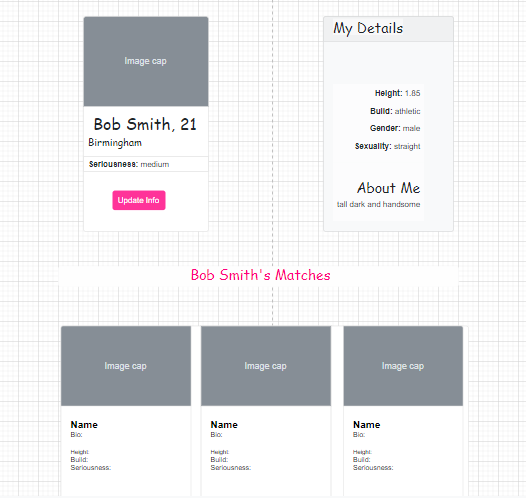 Image cap
Bob Smith, 21
Birmingham
Seriousness: medium
Update Info
My Details
Height: 1.85
Build: athletic
Gender: male
Sexuality: straight
About Me
tall dark and handsome
Bob Smith's Matches
Image cap
Name
Bio:
Height:
Build:
Seriousness:
Image cap
Name
Bio:
Height:
Build:
Seriousness:
Image cap
Name
Bio:
Height:
Build:
Seriousness: